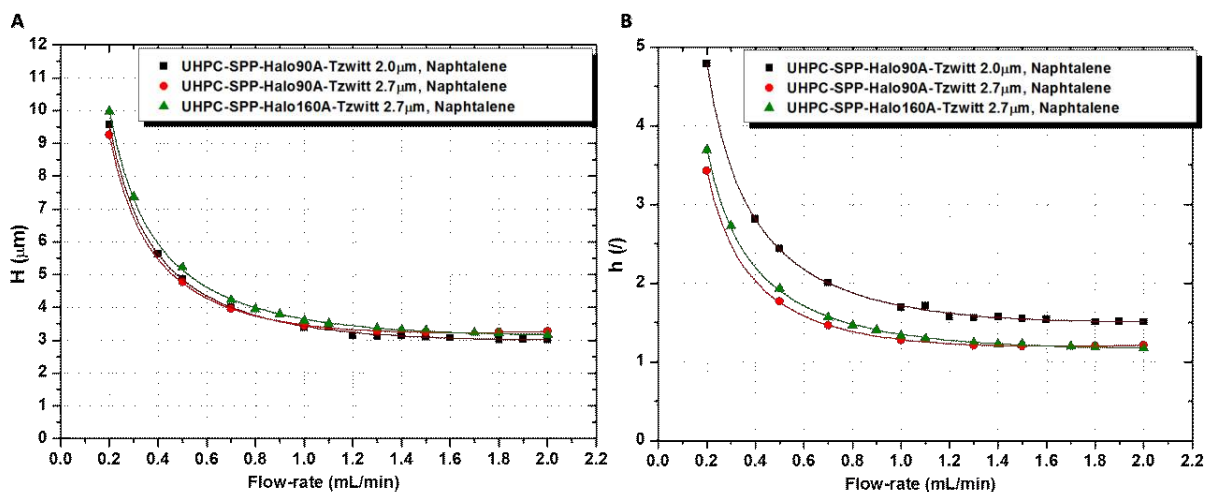 A
H (μm)
12
11
10
9
8
7
6
5
4
3
2
1
0
UHPC-SPP-Halo90A-Tzwitt 2.0μm, Naphtalene
UHPC-SPP-Halo90A-Tzwitt 2.7μm, Naphtalene
UHPC-SPP-Halo160A-Tzwitt 2.7μm, Naphtalene
0.0 0.2 0.4 0.6 0.8 1.0 1.2 1.4 1.6 1.8 2.0 2.2
Flow-rate (mL/min)
B
h (/)
5
4
3
2
1
0
UHPC-SPP-Halo90A-Tzwitt 2.0μm, Naphtalene
UHPC-SPP-Halo90A-Tzwitt 2.7μm, Naphtalene
UHPC-SPP-Halo160A-Tzwitt 2.7μm, Naphtalene
0.0 0.2 0.4 0.6 0.8 1.0 1.2 1.4 1.6 1.8 2.0 2.2
Flow-rate (mL/min)